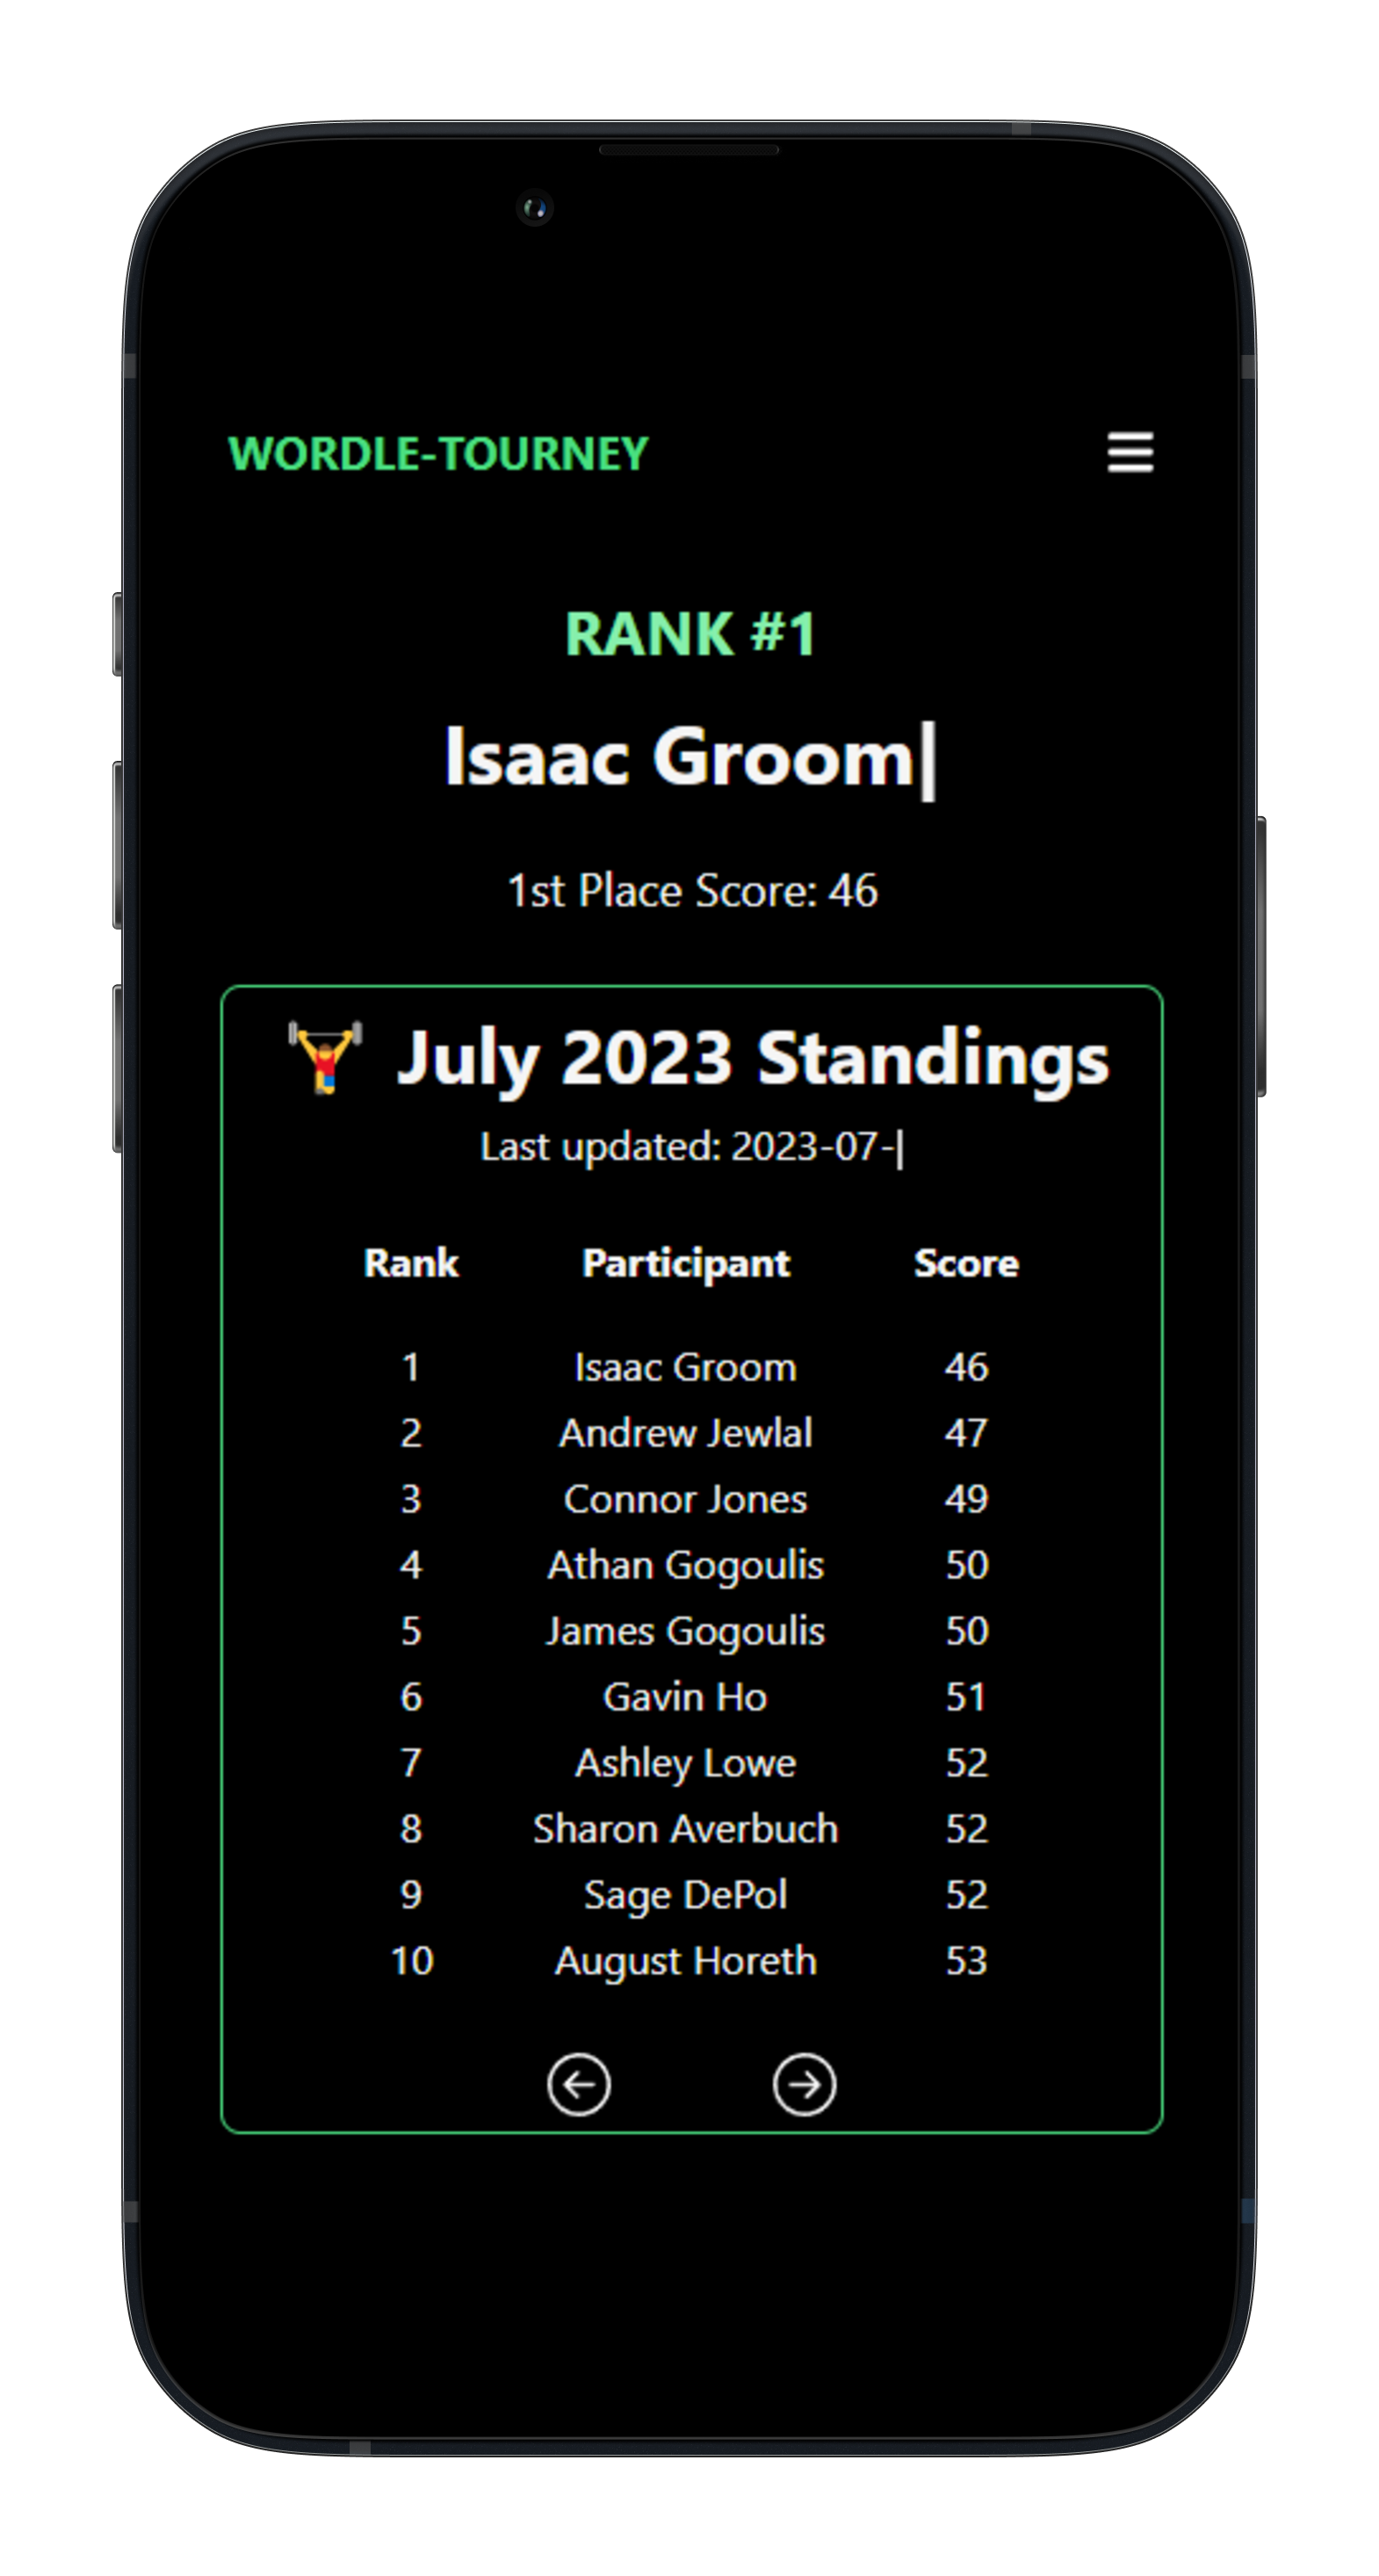 WORDLE-TOURNEY
RANK #1
Isaac Groom|
1st Place Score: 46
July 2023 Standings
Last updated: 2023-07-|
Rank Participant Score
1 Isaac Groom 46
2 Andrew Jewlal 47
3 Connor Jones 49
4 Athan Gogoulis 50
5 James Gogoulis 50
6 Gavin Ho 51
7 Ashley Lowe 52
8 Sharon Averbuch 52
9 Sage DePol 52
10 August Horeth 53